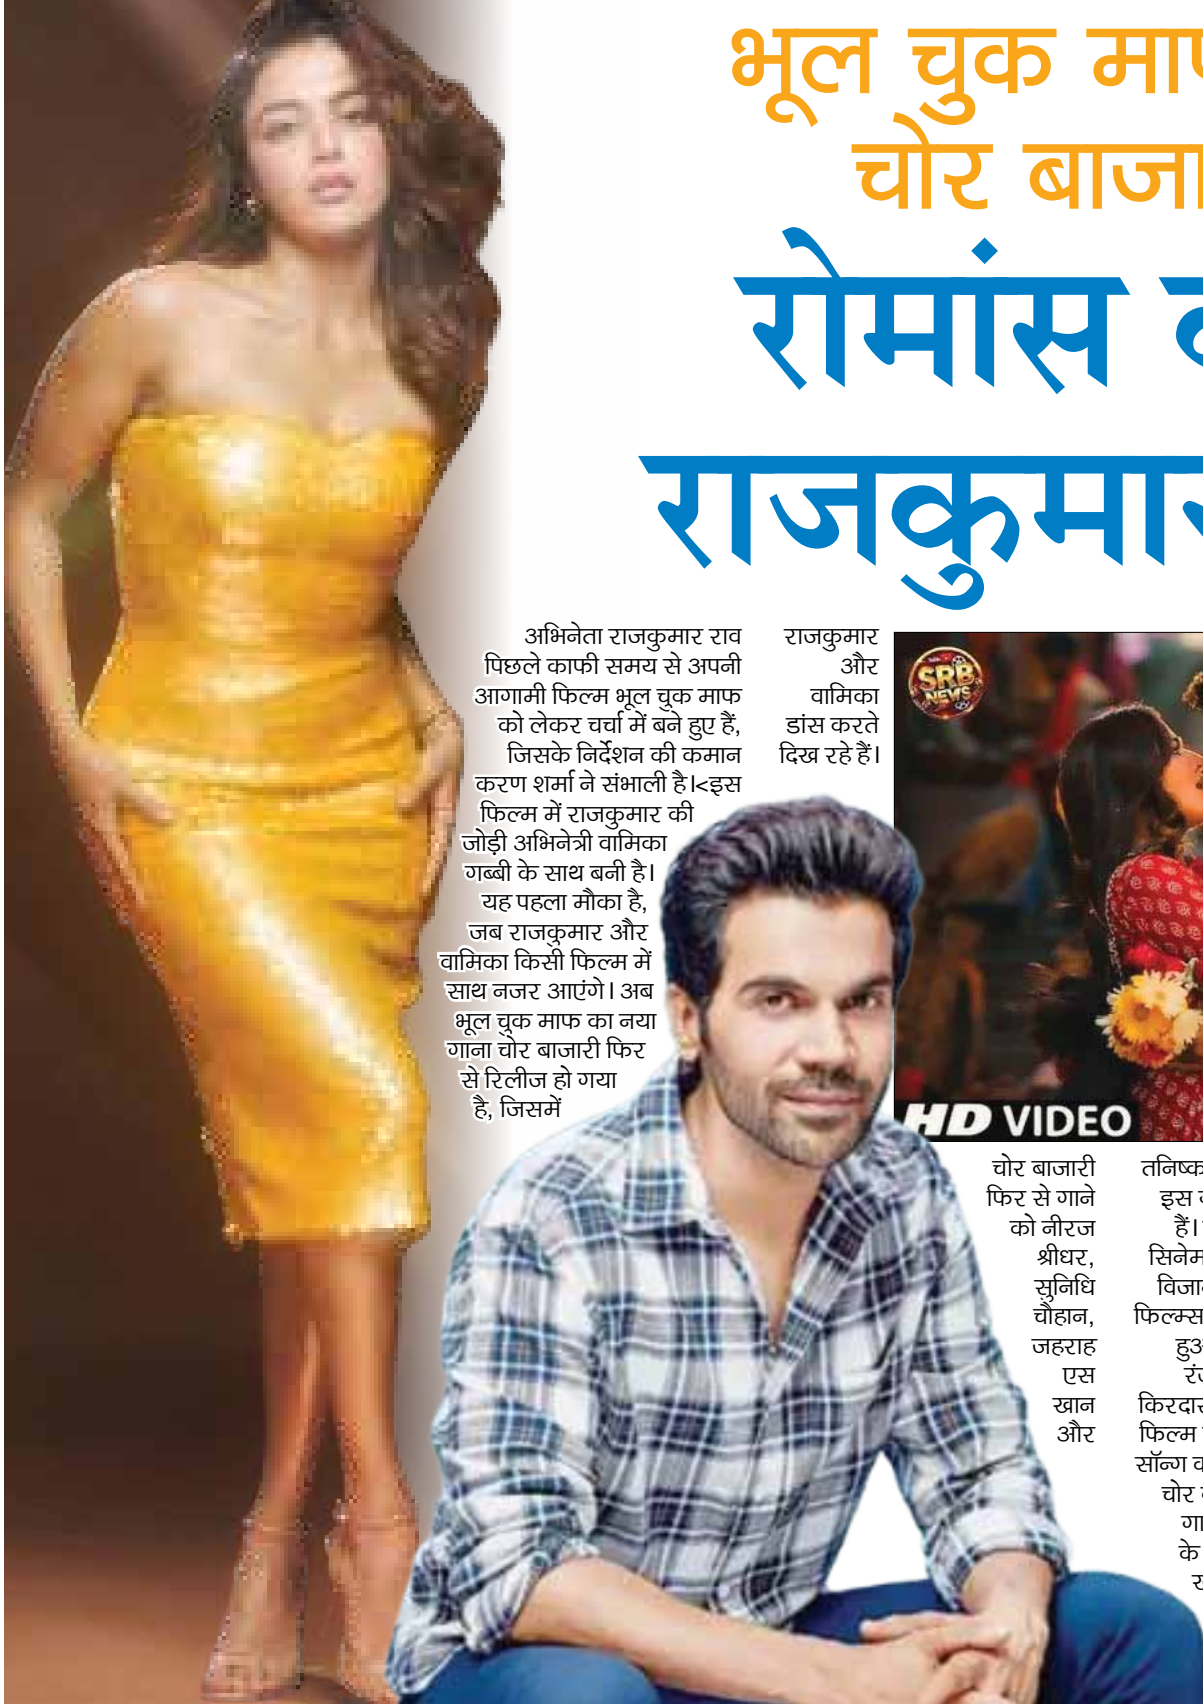 भूल चुक
चोर
रोमांस
अभिनेता राजकुमार राव
पिछले काफी समय से अपनी
आगामी फिल्म भूल चुक माफ
को लेकर चर्चा में बने हुए हैं,
जिसके निर्देशन की कमान
करण शर्मा ने संभाली है।<इस
फिल्म में राजकुमार की
जोड़ी अभिनेत्री वामिका
गब्बी के साथ बनी है।
यह पहला मौका है,
जब राजकुमार और
वामिका किसी फिल्म में
साथ नजर आएंगे। अब
भूल चुक माफ का नया
गाना चोर बाजारी फिर
से रिलीज हो गया
है, जिसमें
राजकुमार
और
वामिका
डांस करते
दिख रहे हैं।
SRB
NEWS
HD VIDEO
चोर बाजारी
फिर से गाने
को नीरज
श्रीधर,
सुनिधि
चौहान,
जहराह
एस
खान
और
तनिष्क
इस
हैं।
फिल्म
सॉन्ग
चोर
के